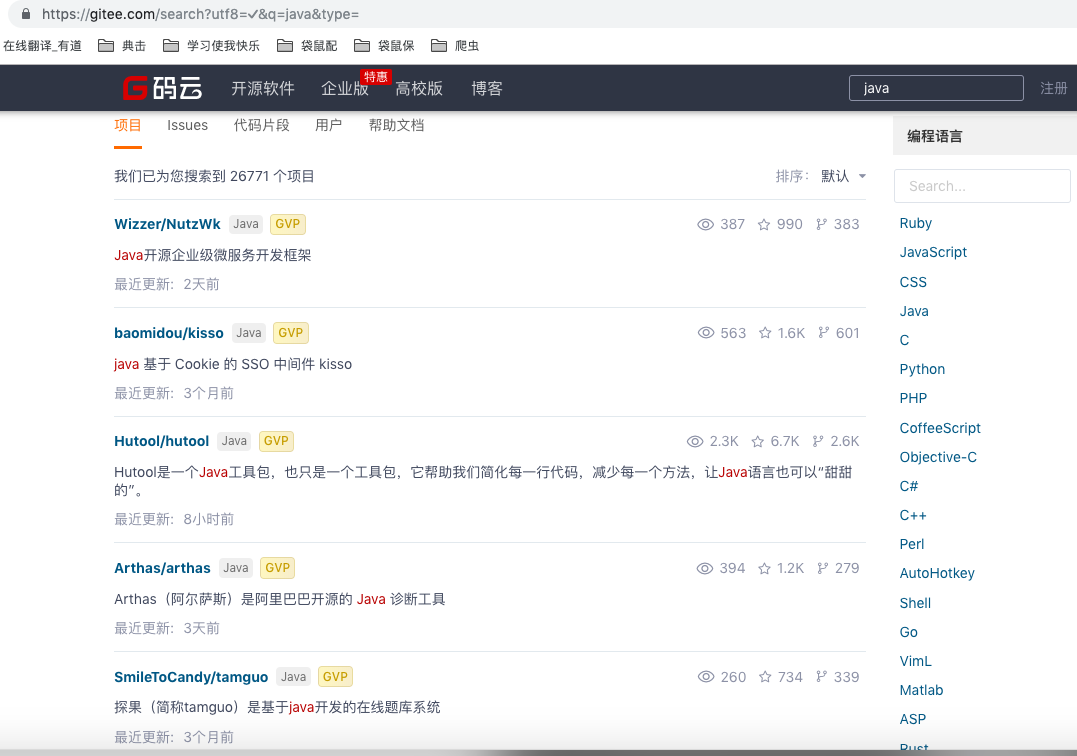 https://gitee.com/search?utf8=✓&q=java&type=
在线翻译_有道 典击 学习使我快乐 袋鼠配 袋鼠保 爬虫
G码云 开源软件 企业版 特惠 高校版 博客 java 注册
项目 Issues 代码片段 用户 帮助文档
编程语言
我们已为您搜索到 26771 个项目 排序: 默认
Search...
Wizzer/NutzWk Java GVP 387 990 383
Java开源企业级微服务开发框架
最近更新: 2天前
baomidou/kisso Java GVP 563 1.6K 601
java 基于 Cookie 的 SSO 中间件 kisso
最近更新: 3个月前
Hutool/hutool Java GVP 2.3K 6.7K 2.6K
Hutool是一个Java工具包，也只是一个工具包，它帮助我们简化每一行代码，减少每一个方法，让Java语言也可以“甜甜
的”。
最近更新: 8小时前
Arthas/arthas Java GVP 394 1.2K 279
Arthas（阿尔萨斯）是阿里巴巴开源的 Java 诊断工具
最近更新: 3天前
SmileToCandy/tamguo Java GVP 260 734 339
探果（简称tamguo）是基于java开发的在线题库系统
最近更新: 3个月前
Ruby
JavaScript
CSS
Java
C
Python
PHP
CoffeeScript
Objective-C
C#
C++
Perl
AutoHotkey
Shell
Go
VimL
Matlab
ASP
Rust